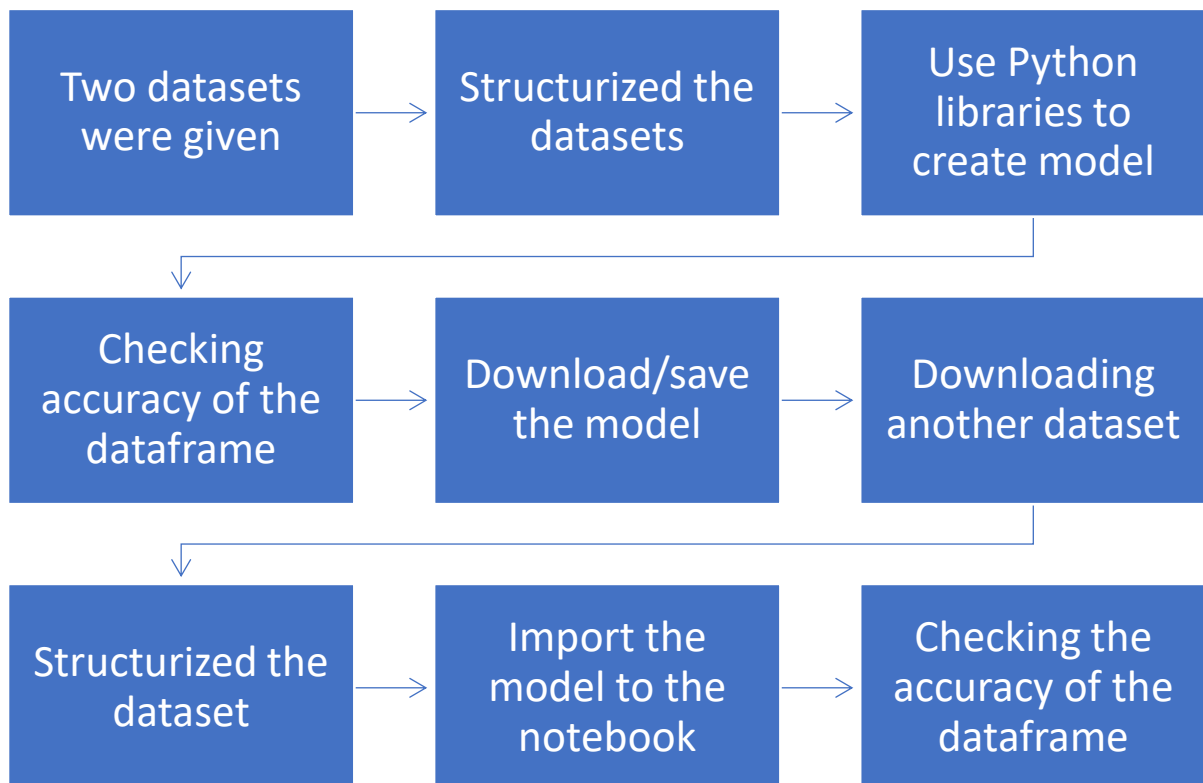 Two datasets
were given
Structurized the
datasets
Use Python
libraries to
create model
Checking
accuracy of the
dataframe
Download/save
the model
Downloading
another dataset
Structurized the
dataset
Import the
model to the
notebook
Checking the
accuracy of the
dataframe